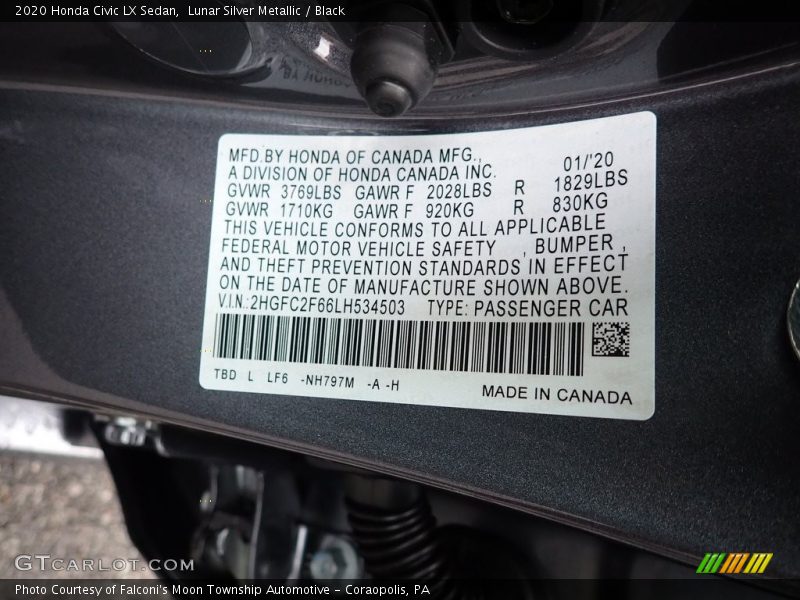 2020 Honda Civic LX Sedan,  Lunar Silver Metallic / Black
MFD.BY HONDA OF CANADA MFG.,
A DIVISION OF HONDA CANADA INC. 01/'20
GVWR 3769LBS GAWR F 2028LBS R 1829LBS
GVWR 1710KG GAWR F 920KG R 830KG
THIS VEHICLE CONFORMS TO ALL APPLICABLE
FEDERAL MOTOR VEHICLE SAFETY , BUMPER ,
AND THEFT PREVENTION STANDARDS IN EFFECT
ON THE DATE OF MANUFACTURE SHOWN ABOVE.
V.I.N.:2HGFC2F66LH534503 TYPE: PASSENGER CAR
TBD L LF6 -NH797M -A -H
MADE IN CANADA
GTCARLOT.COM
Photo Courtesy of Falconi's Moon Township Automotive – Coraopolis, PA